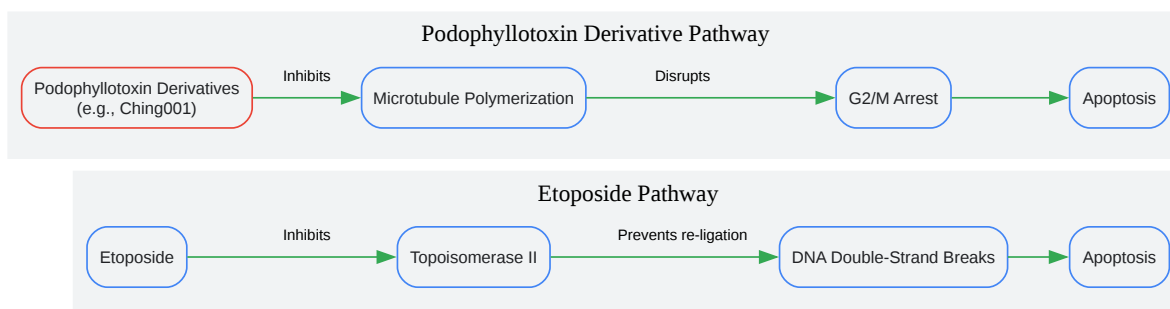 Podophyllotoxin Derivative Pathway
Inhibits
Disrupts
Podophyllotoxin Derivatives
(e.g., Ching001)
Microtubule Polymerization
G2/M Arrest
Apoptosis
Etoposide Pathway
Inhibits
Prevents re-ligation
Etoposide
Topoisomerase II
DNA Double-Strand Breaks
Apoptosis